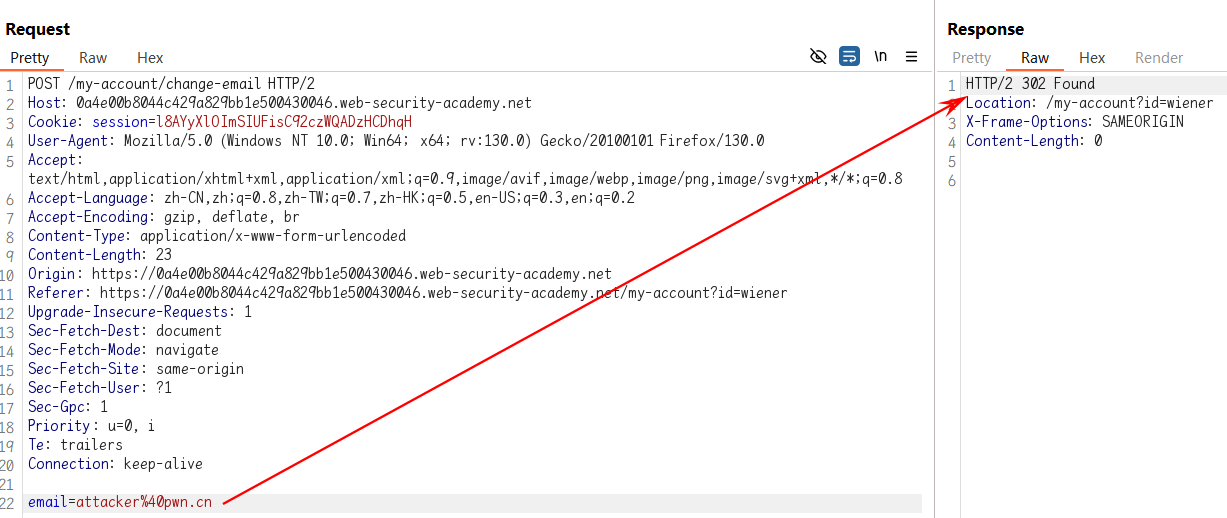 Request
Pretty Raw Hex
\n
1 POST /my-account/change-email HTTP/2
2 Host: 0a4e00b8044c429a829bb1e500430046.web-security-academy.net
3 Cookie: session=l8AYyXlOImSIUFisC92czWQADzHCDhqH
4 User-Agent: Mozilla/5.0 (Windows NT 10.0; Win64; x64; rv:130.0) Gecko/20100101 Firefox/130.0
5 Accept:
text/html,application/xhtml+xml,application/xml;q=0.9,image/avif,image/webp,image/png,image/svg+xml,*/*;q=0.8
6 Accept-Language: zh-CN,zh;q=0.8,zh-TW;q=0.7,zh-HK;q=0.5,en-US;q=0.3,en;q=0.2
7 Accept-Encoding: gzip, deflate, br
8 Content-Type: application/x-www-form-urlencoded
9 Content-Length: 23
10 Origin: https://0a4e00b8044c429a829bb1e500430046.web-security-academy.net
11 Referer: https://0a4e00b8044c429a829bb1e500430046.web-security-academy.net/my-account?id=wiener
12 Upgrade-Insecure-Requests: 1
13 Sec-Fetch-Dest: document
14 Sec-Fetch-Mode: navigate
15 Sec-Fetch-Site: same-origin
16 Sec-Fetch-User: ?1
17 Sec-Gpc: 1
18 Priority: u=0, i
19 Te: trailers
20 Connection: keep-alive
21
22 email=attacker%40pwn.cn
Response
Pretty Raw Hex Render
1 HTTP/2 302 Found
2 Location: /my-account?id=wiener
3 X-Frame-Options: SAMEORIGIN
4 Content-Length: 0
5
6